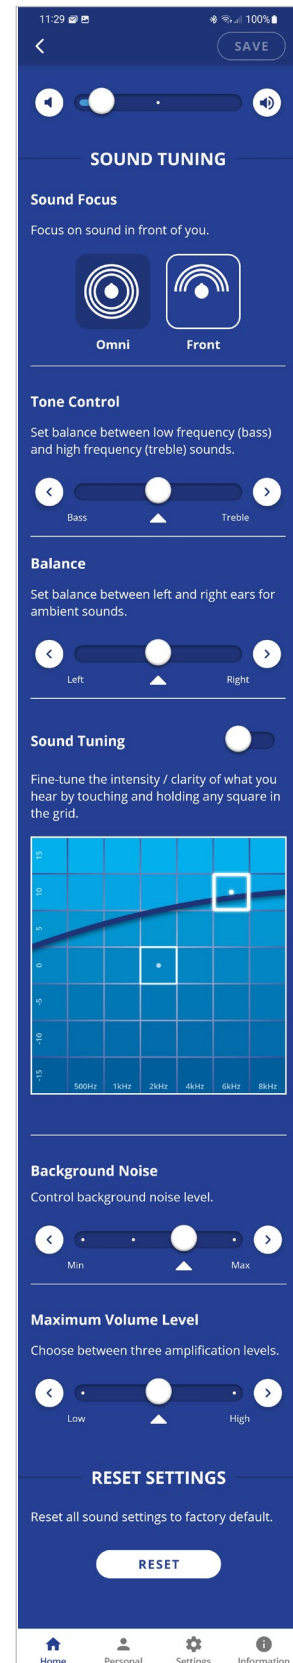 11:29 100%
SAVE
SOUND TUNING
Sound Focus
Focus on sound in front of you.
Omni Front
Tone Control
Set balance between low frequency (bass)
and high frequency (treble) sounds.
Bass Treble
Balance
Set balance between left and right ears for
ambient sounds.
Left Right
Sound Tuning
Fine-tune the intensity / clarity of what you
hear by touching and holding any square in
the grid.
15
10
5
0
-5
-10
-15
500Hz 1kHz 2kHz 4kHz 6kHz 8kHz
Background Noise
Control background noise level.
Min Max
Maximum Volume Level
Choose between three amplification levels.
Low High
RESET SETTINGS
Reset all sound settings to factory default.
RESET
Home Personal Settings Information